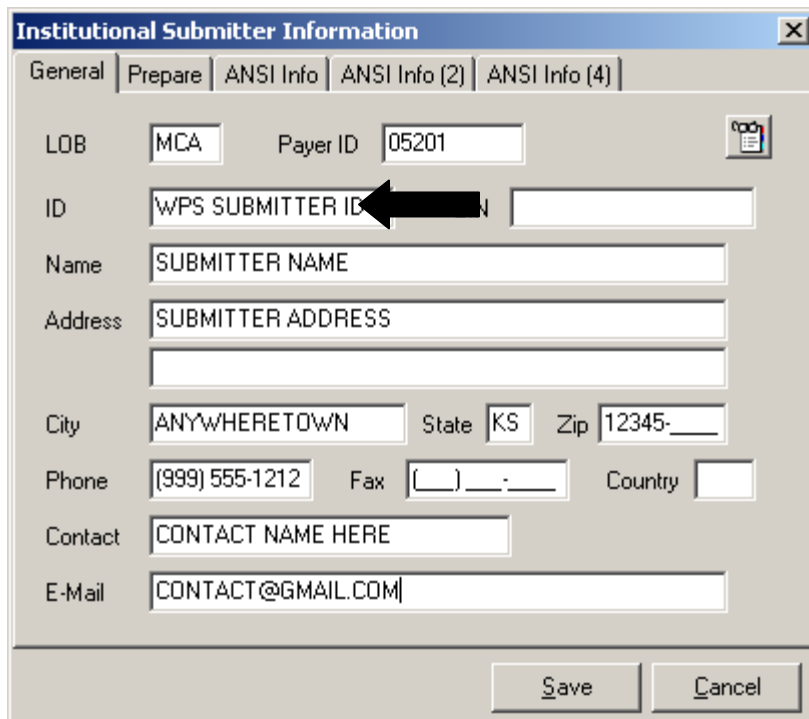 Institutional Submitter Information
General Prepare ANSI Info ANSI Info (2) ANSI Info (4)
LOB MCA Payer ID 05201
ID WPS SUBMITTER ID
Name SUBMITTER NAME
Address SUBMITTER ADDRESS
City ANYWHERETOWN State KS Zip 12345-____
Phone (999) 555-1212 Fax (___) ___-____ Country
Contact CONTACT NAME HERE
E-Mail CONTACT@GMAIL.COM
Save Cancel